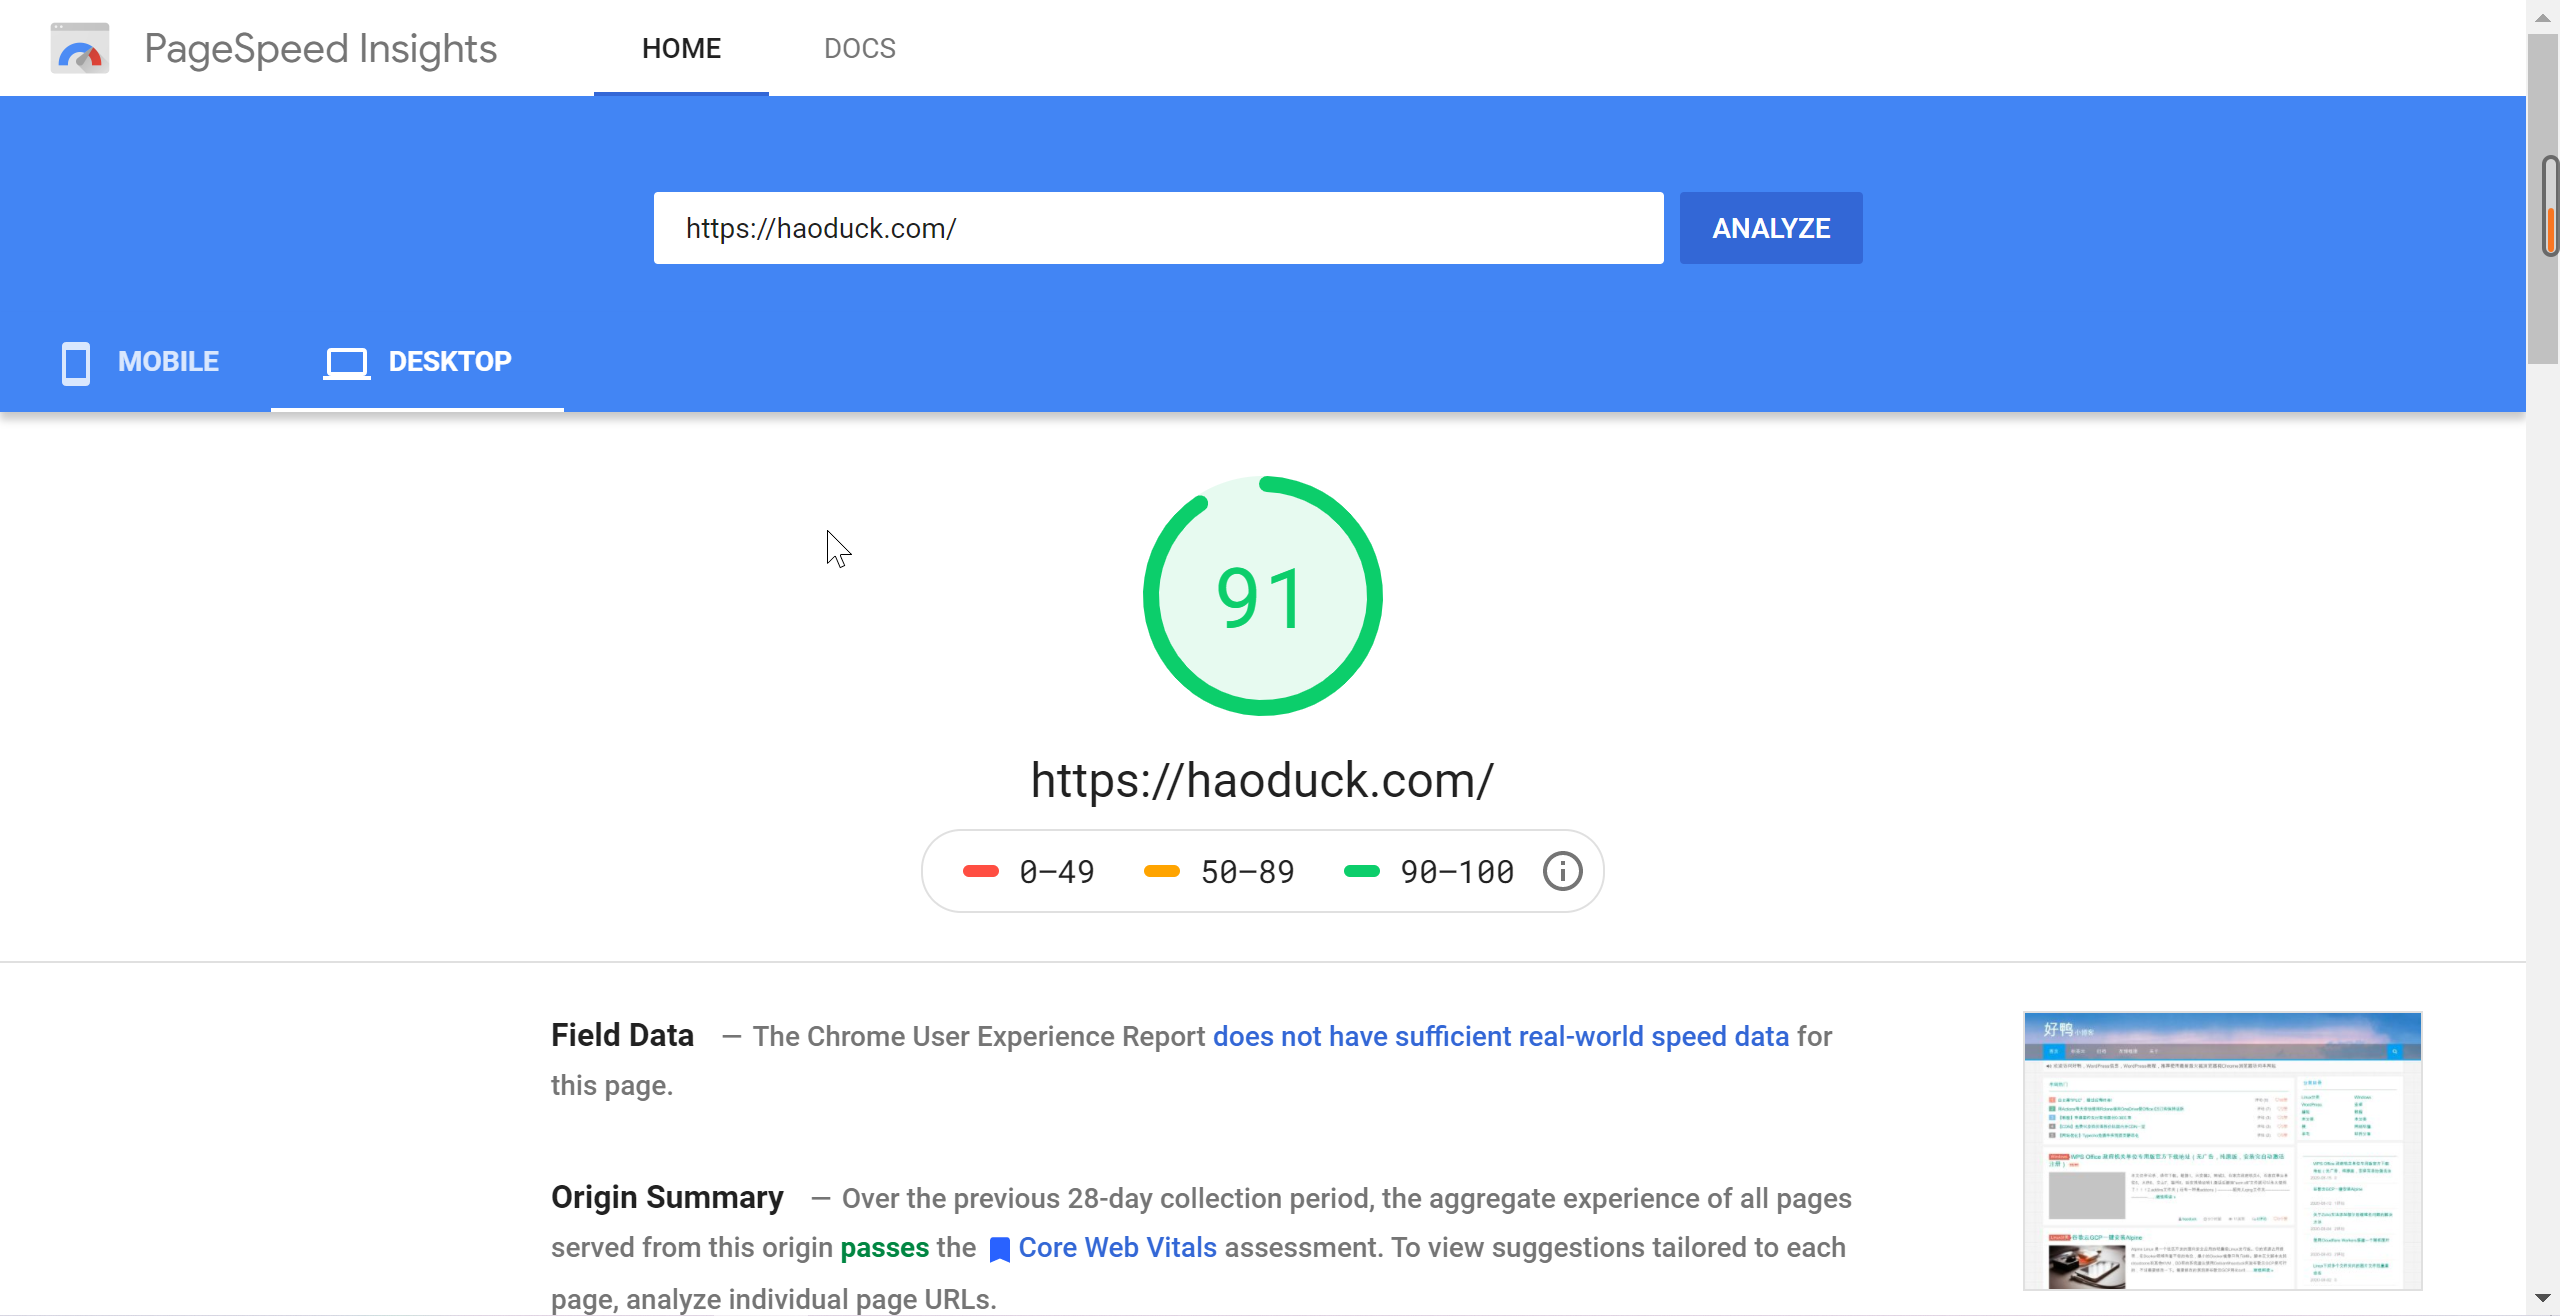 PageSpeed Insights HOME DOCS
https://haoduck.com/ ANALYZE
MOBILE DESKTOP
91
https://haoduck.com/
0–49 50–89 90–100
Field Data — The Chrome User Experience Report does not have sufficient real-world speed data for
this page.
Origin Summary — Over the previous 28-day collection period, the aggregate experience of all pages
served from this origin passes the Core Web Vitals assessment. To view suggestions tailored to each
page, analyze individual page URLs.
好鸭